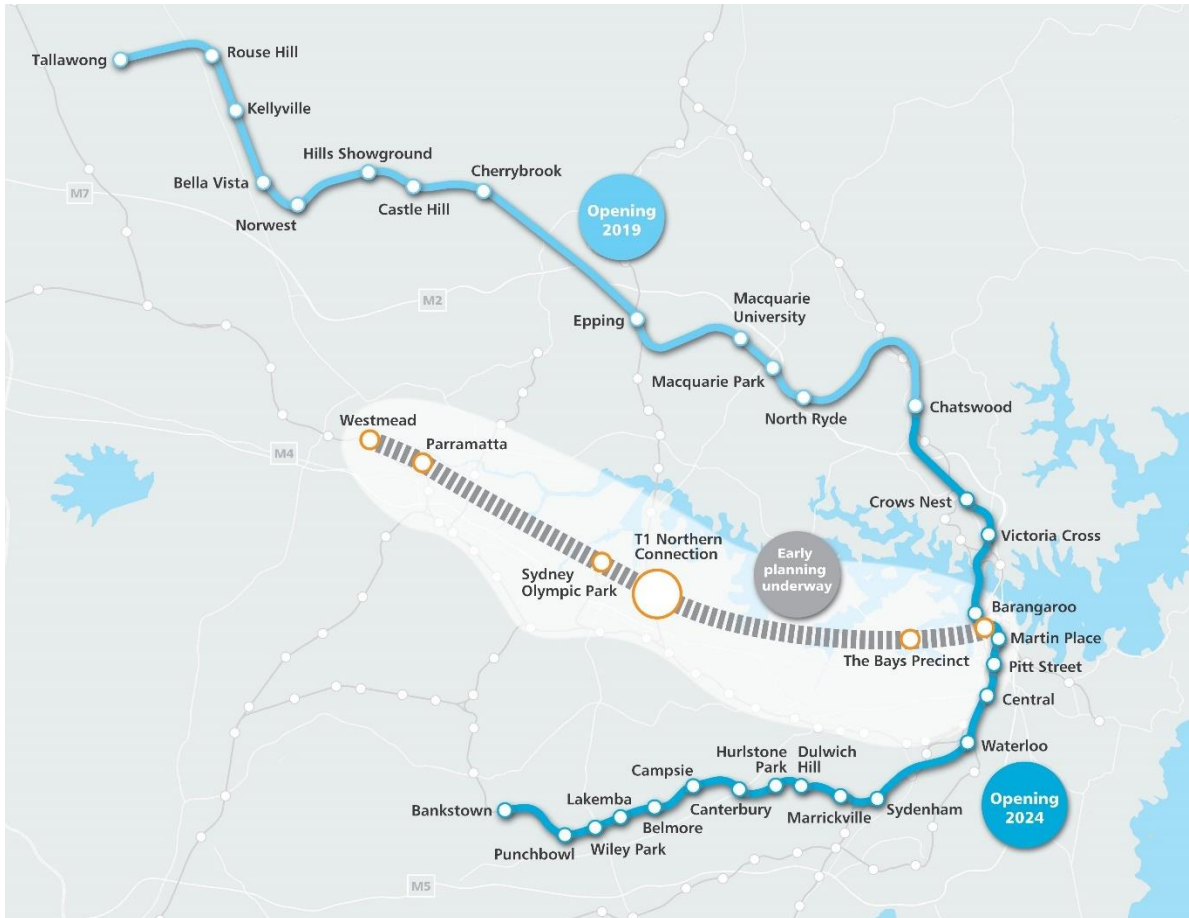 Tallawong
Rouse Hill
Kellyville
Bella Vista
Norwest
Hills Showground
Castle Hill
Cherrybrook
Opening
2019
M7
M2
Epping
Macquarie
University
Macquarie Park
North Ryde
Chatswood
Westmead
Parramatta
M4
Crows Nest
Victoria Cross
T1 Northern
Connection
Sydney
Olympic Park
Early
planning
underway
Barangaroo
Martin Place
The Bays Precinct
Pitt Street
Central
Waterloo
Opening
2024
Sydenham
Marrickville
Dulwich
Hill
Hurlstone
Park
Canterbury
Campsie
Belmore
Lakemba
Wiley Park
Punchbowl
Bankstown
M5